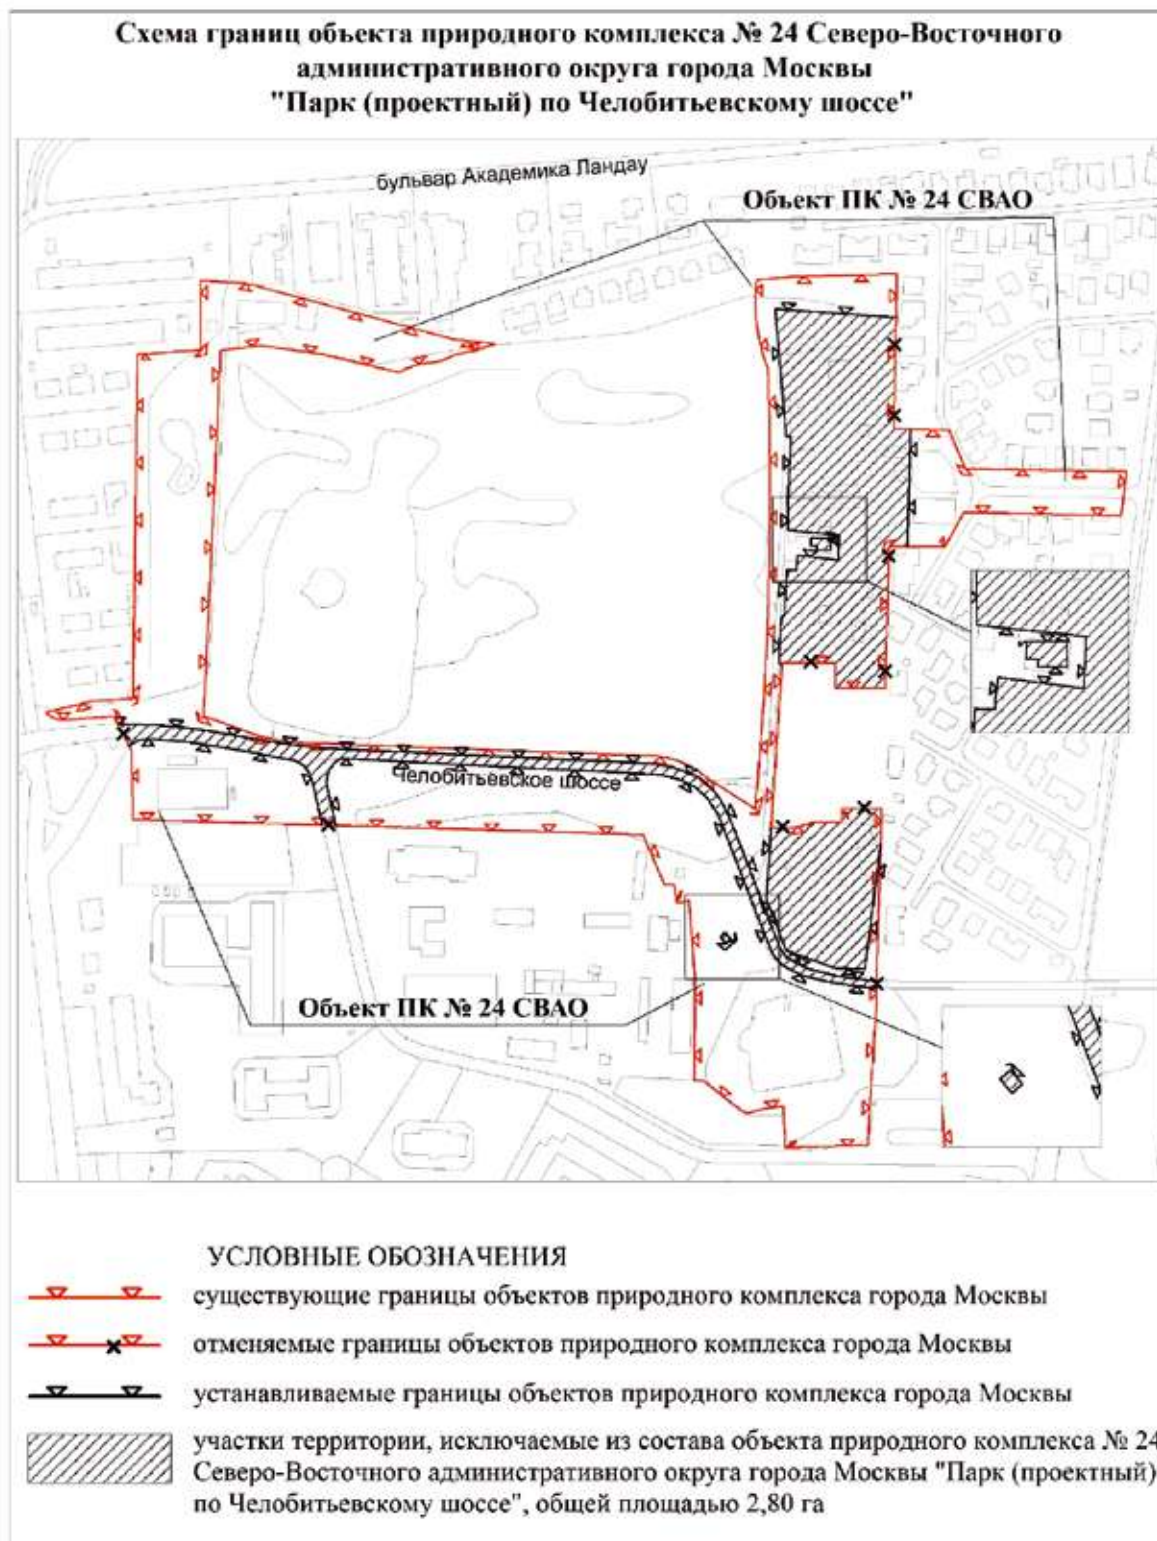 Схема границ объекта природного комплекса № 24 Северо-Восточного
административного округа города Москвы
"Парк (проектный) по Челобитьевскому шоссе"
бульвар Академика Ландау
Объект ПК № 24 СВАО
Челобитьевское шоссе
Объект ПК № 24 СВАО
УСЛОВНЫЕ ОБОЗНАЧЕНИЯ
существующие границы объектов природного комплекса города Москвы
отменяемые границы объектов природного комплекса города Москвы
устанавливаемые границы объектов природного комплекса города Москвы
участки территории, исключаемые из состава объекта природного комплекса № 24
Северо-Восточного административного округа города Москвы "Парк (проектный)
по Челобитьевскому шоссе", общей площадью 2,80 га